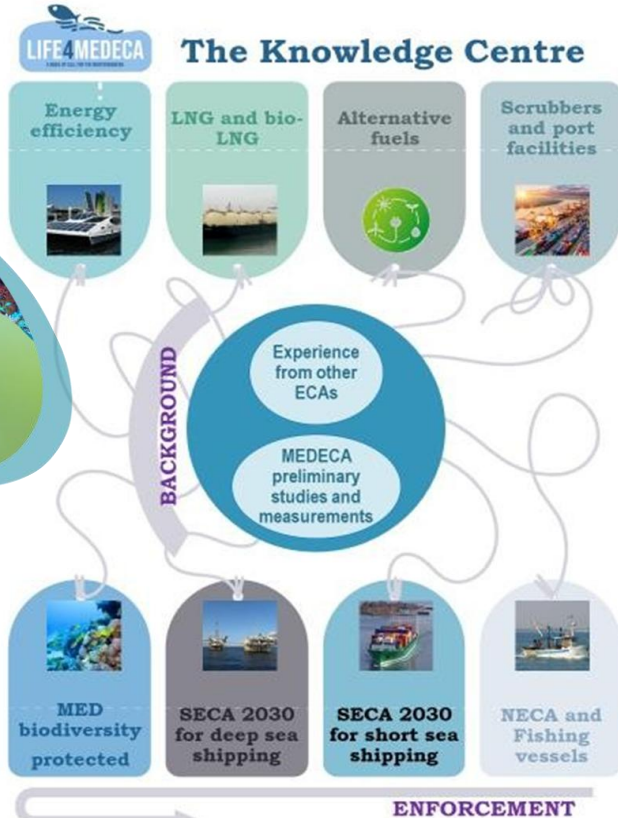 LIFE4MEDECA
The Knowledge Centre
Energy
efficiency
LNG and bio-
LNG
Alternative
fuels
Scrubbers
and port
facilities
BACKGROUND
Experience
from other
ECAs
MEDECA
preliminary
studies and
measurements
MED
biodiversity
protected
SECA 2030
for deep sea
shipping
SECA 2030
for short sea
shipping
NECA and
Fishing
vessels
ENFORCEMENT